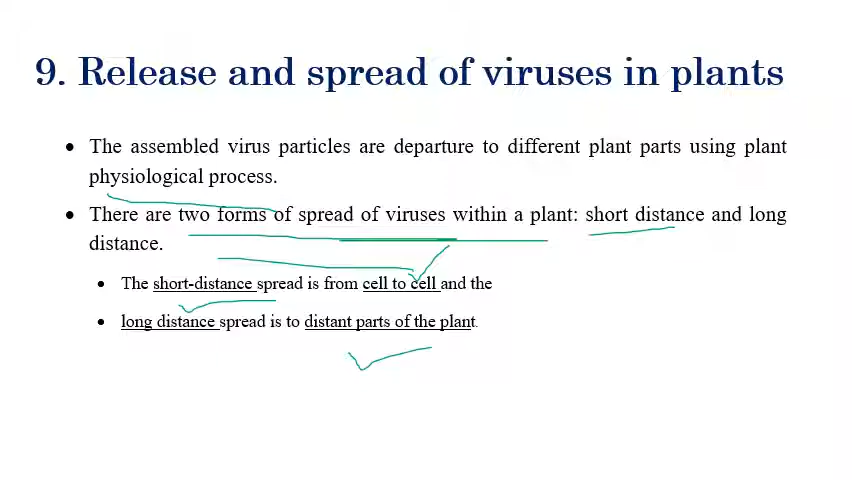 9. Release and spread of viruses in plants
• The assembled virus particles are departure to different plant parts using plant
physiological process.
• There are two forms of spread of viruses within a plant: short distance and long
distance.
• The short-distance spread is from cell to cell and the
• long distance spread is to distant parts of the plant.